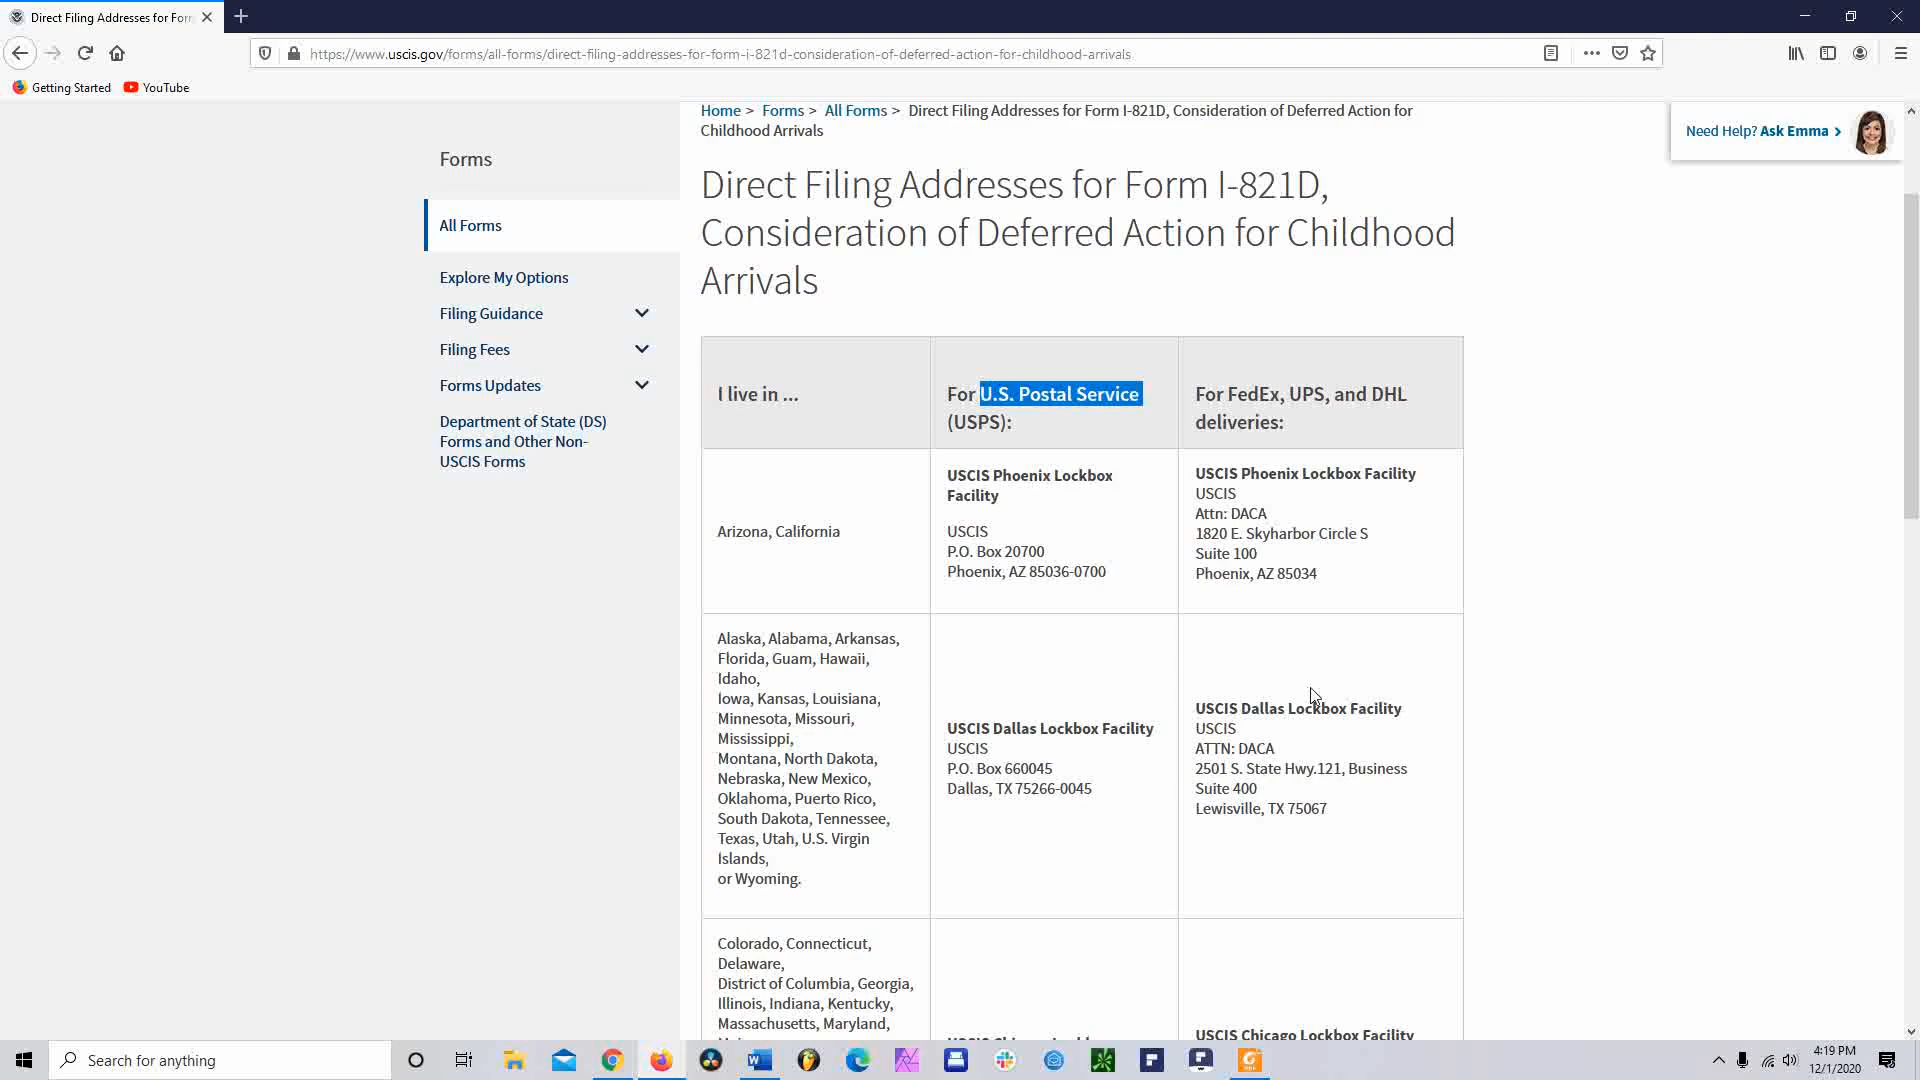 Direct Filing Addresses for For
https://www.uscis.gov/forms/all-forms/direct-filing-addresses-for-form-i-821d-consideration-of-deferred-action-for-childhood-arrivals
Getting Started
YouTube
Home > Forms > All Forms > Direct Filing Addresses for Form I-821D, Consideration of Deferred Action for
Childhood Arrivals
Need Help? Ask Emma
Forms
All Forms
Explore My Options
Filing Guidance
Filing Fees
Forms Updates
Department of State (DS)
Forms and Other Non-
USCIS Forms
Direct Filing Addresses for Form I-821D,
Consideration of Deferred Action for Childhood
Arrivals
I live in ...
For U.S. Postal Service
(USPS):
For FedEx, UPS, and DHL
deliveries:
Arizona, California
USCIS Phoenix Lockbox
Facility
USCIS
P.O. Box 20700
Phoenix, AZ 85036-0700
USCIS Phoenix Lockbox Facility
USCIS
Attn: DACA
1820 E. Skyharbor Circle S
Suite 100
Phoenix, AZ 85034
Alaska, Alabama, Arkansas,
Florida, Guam, Hawaii,
Idaho,
Iowa, Kansas, Louisiana,
Minnesota, Missouri,
Mississippi,
Montana, North Dakota,
Nebraska, New Mexico,
Oklahoma, Puerto Rico,
South Dakota, Tennessee,
Texas, Utah, U.S. Virgin
Islands,
or Wyoming.
USCIS Dallas Lockbox Facility
USCIS
P.O. Box 660045
Dallas, TX 75266-0045
USCIS Dallas Lockbox Facility
USCIS
ATTN: DACA
2501 S. State Hwy.121, Business
Suite 400
Lewisville, TX 75067
Colorado, Connecticut,
Delaware,
District of Columbia, Georgia,
Illinois, Indiana, Kentucky,
Massachusetts, Maryland,
USCIS Chicago Lockbox Facility
Search for anything
4:19 PM
12/1/2020